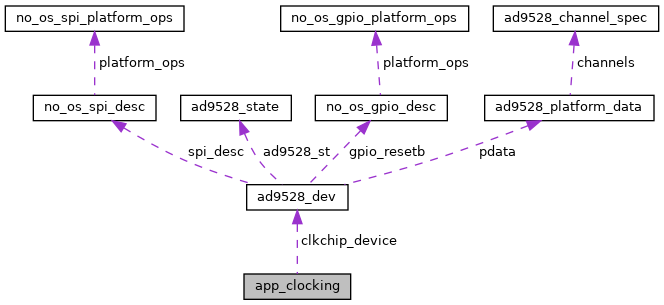 no_os_spi_platform_ops
no_os_gpio_platform_ops
ad9528_channel_spec
platform_ops
platform_ops
channels
no_os_spi_desc
ad9528_state
no_os_gpio_desc
ad9528_platform_data
spi_desc
ad9528_st
gpio_resetb
pdata
ad9528_dev
clkchip_device
app_clocking